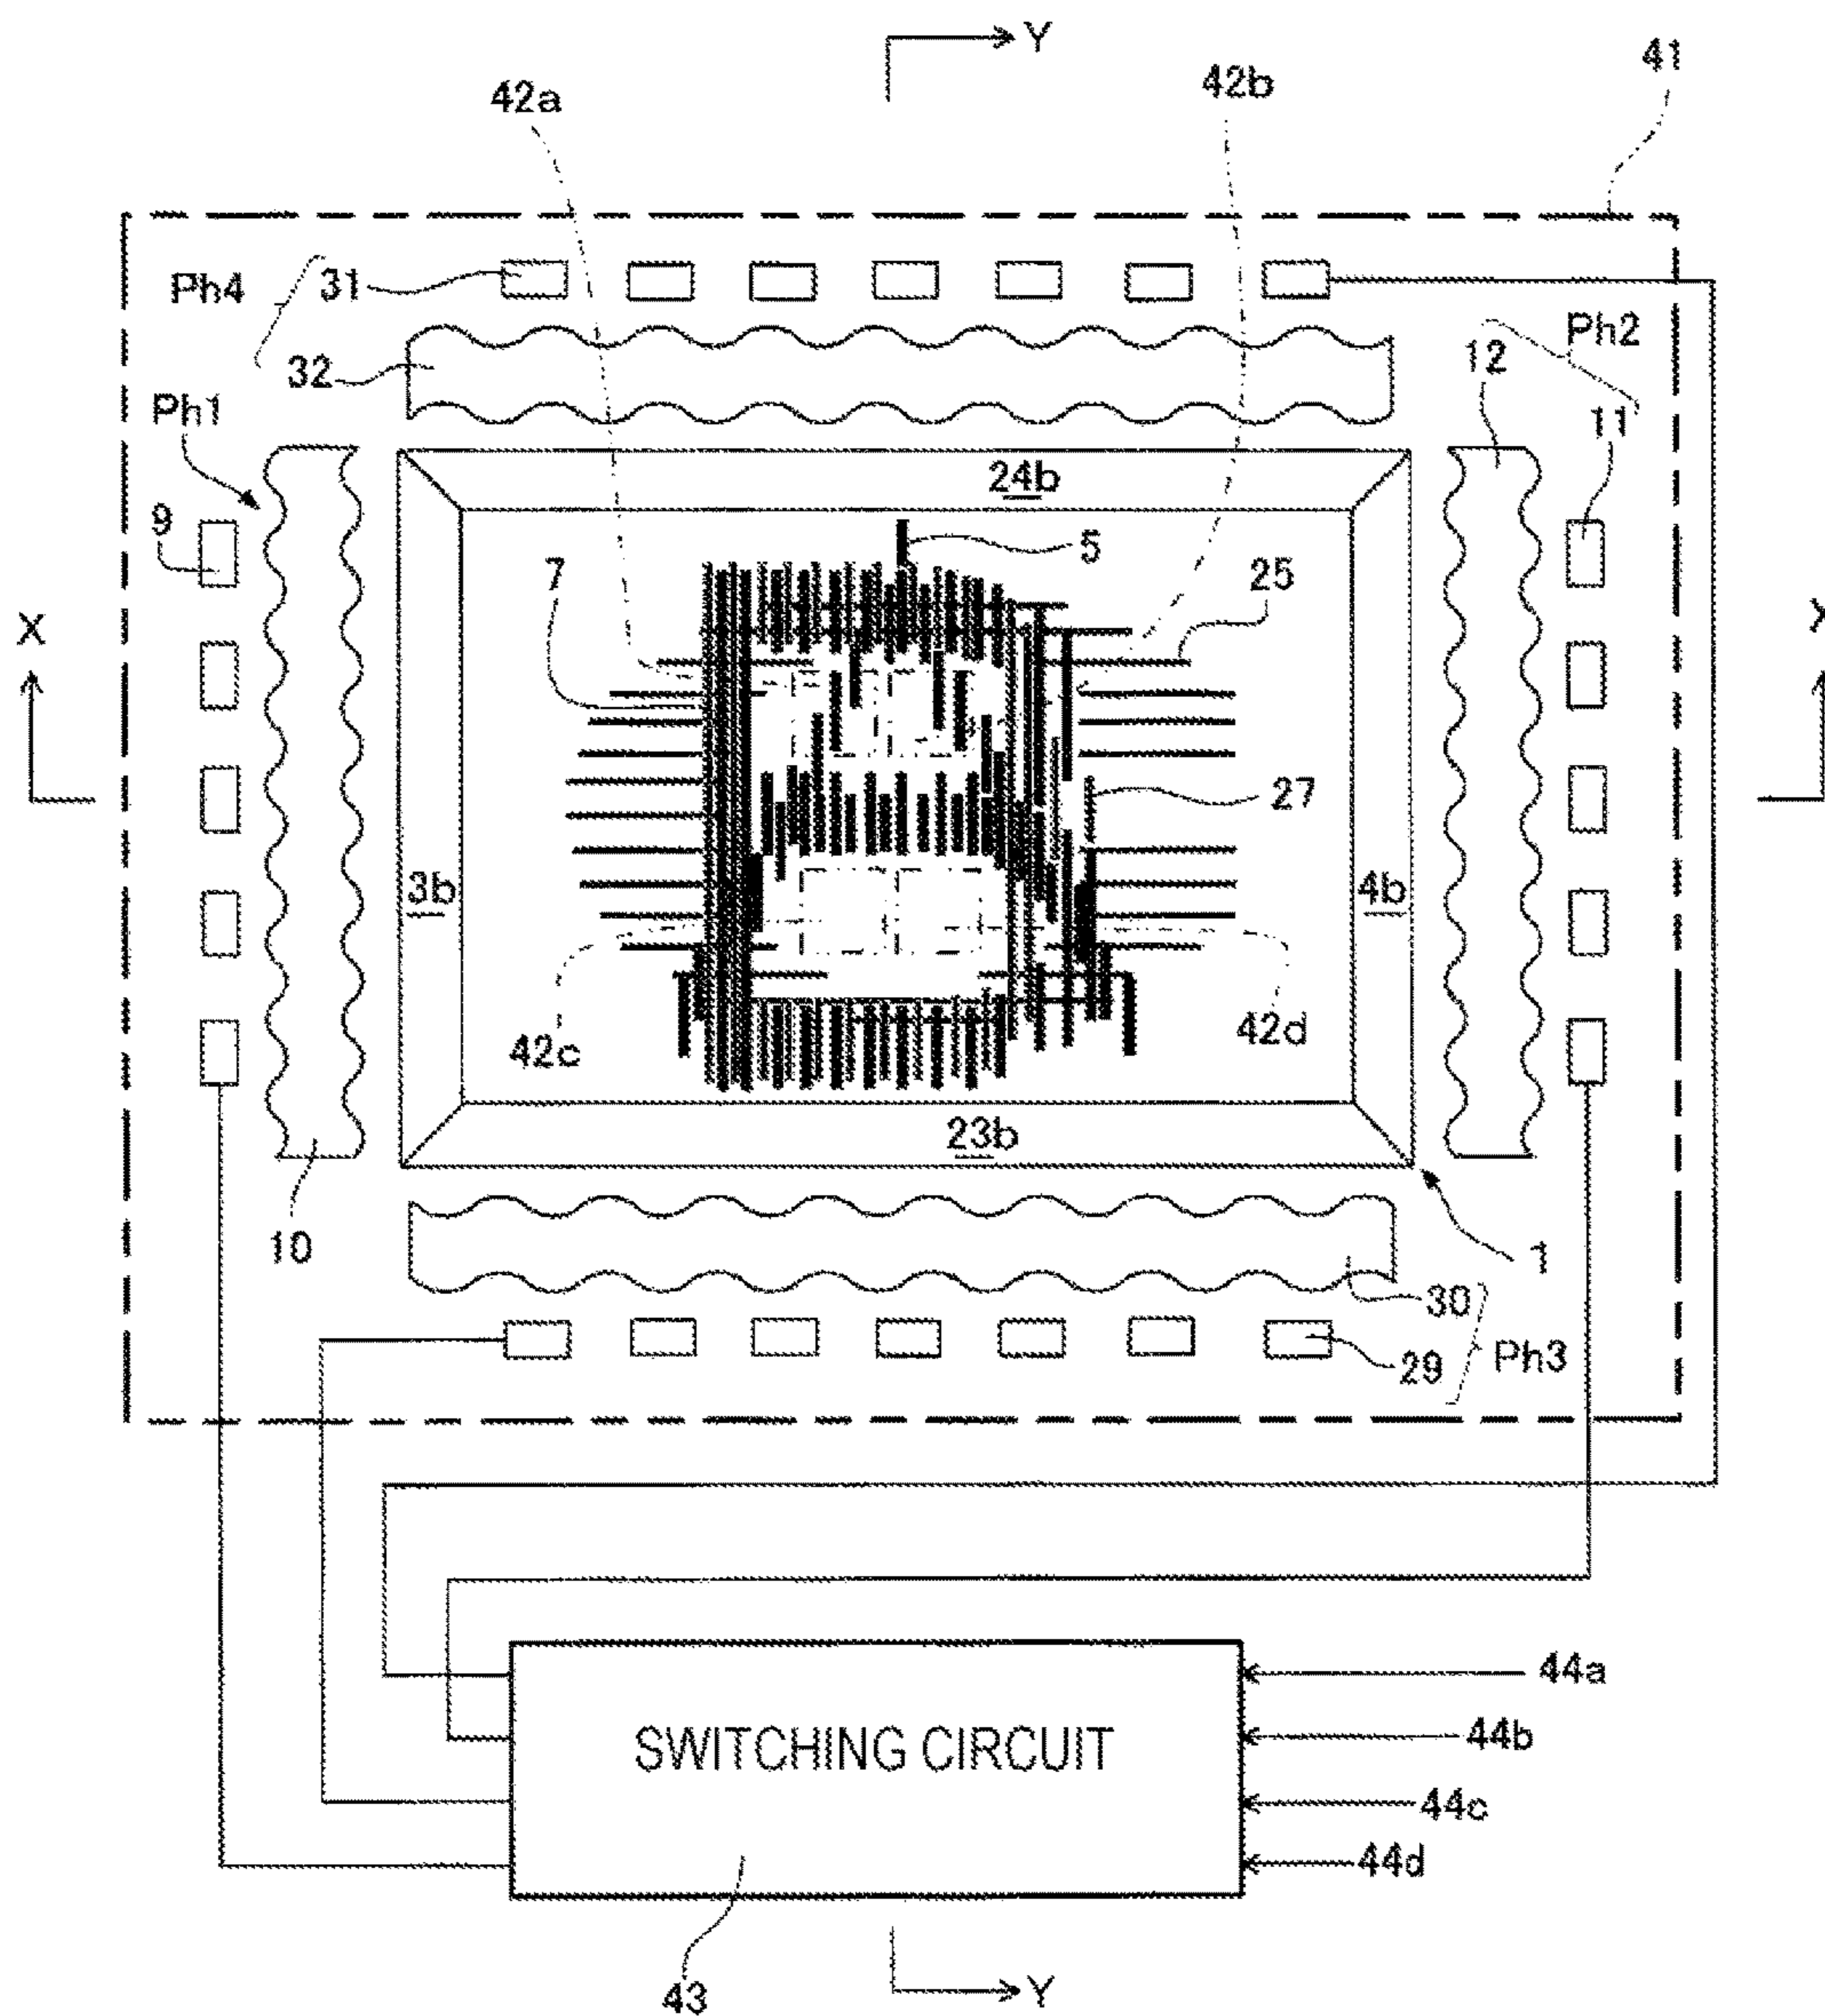 Y
41
42a
42b
Ph4
31
Ph2
32
12
Ph1
11
24b
9
5
7
25
X
X
27
3b
4b
42c
42d
23b
10
1
30
29
Ph3
44a
SWITCHING CIRCUIT
44b
44c
44d
43
Y